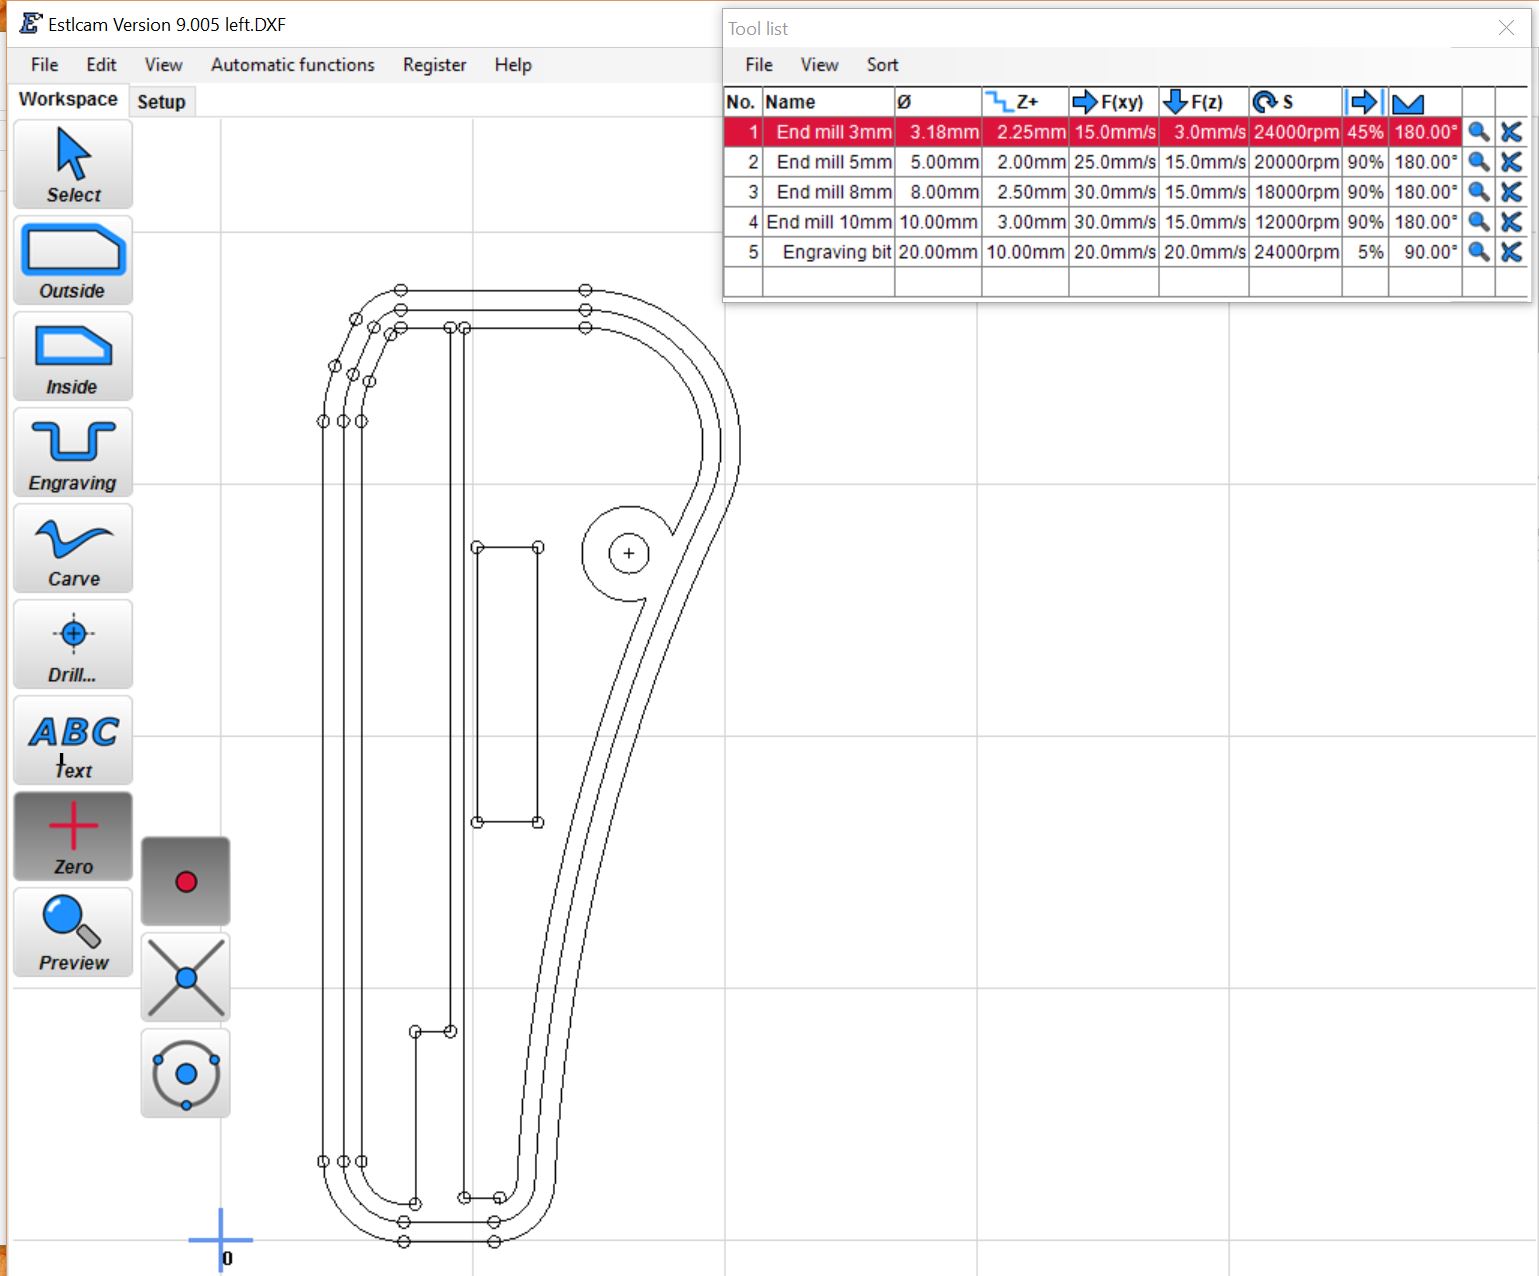 Estlcam Version 9.005 left.DXF
File Edit View Automatic functions Register Help
Workspace Setup
Select
Outside
Inside
Engraving
Carve
Drill...
ABC
Text
Zero
Preview
0
Tool list
File View Sort
No. Name Ø Z+ F(xy) F(z) S
1 End mill 3mm 3.18mm 2.25mm 15.0mm/s 3.0mm/s 24000rpm 45% 180.00°
2 End mill 5mm 5.00mm 2.00mm 25.0mm/s 15.0mm/s 20000rpm 90% 180.00°
3 End mill 8mm 8.00mm 2.50mm 30.0mm/s 15.0mm/s 18000rpm 90% 180.00°
4 End mill 10mm 10.00mm 3.00mm 30.0mm/s 15.0mm/s 12000rpm 90% 180.00°
5 Engraving bit 20.00mm 10.00mm 20.0mm/s 20.0mm/s 24000rpm 5% 90.00°